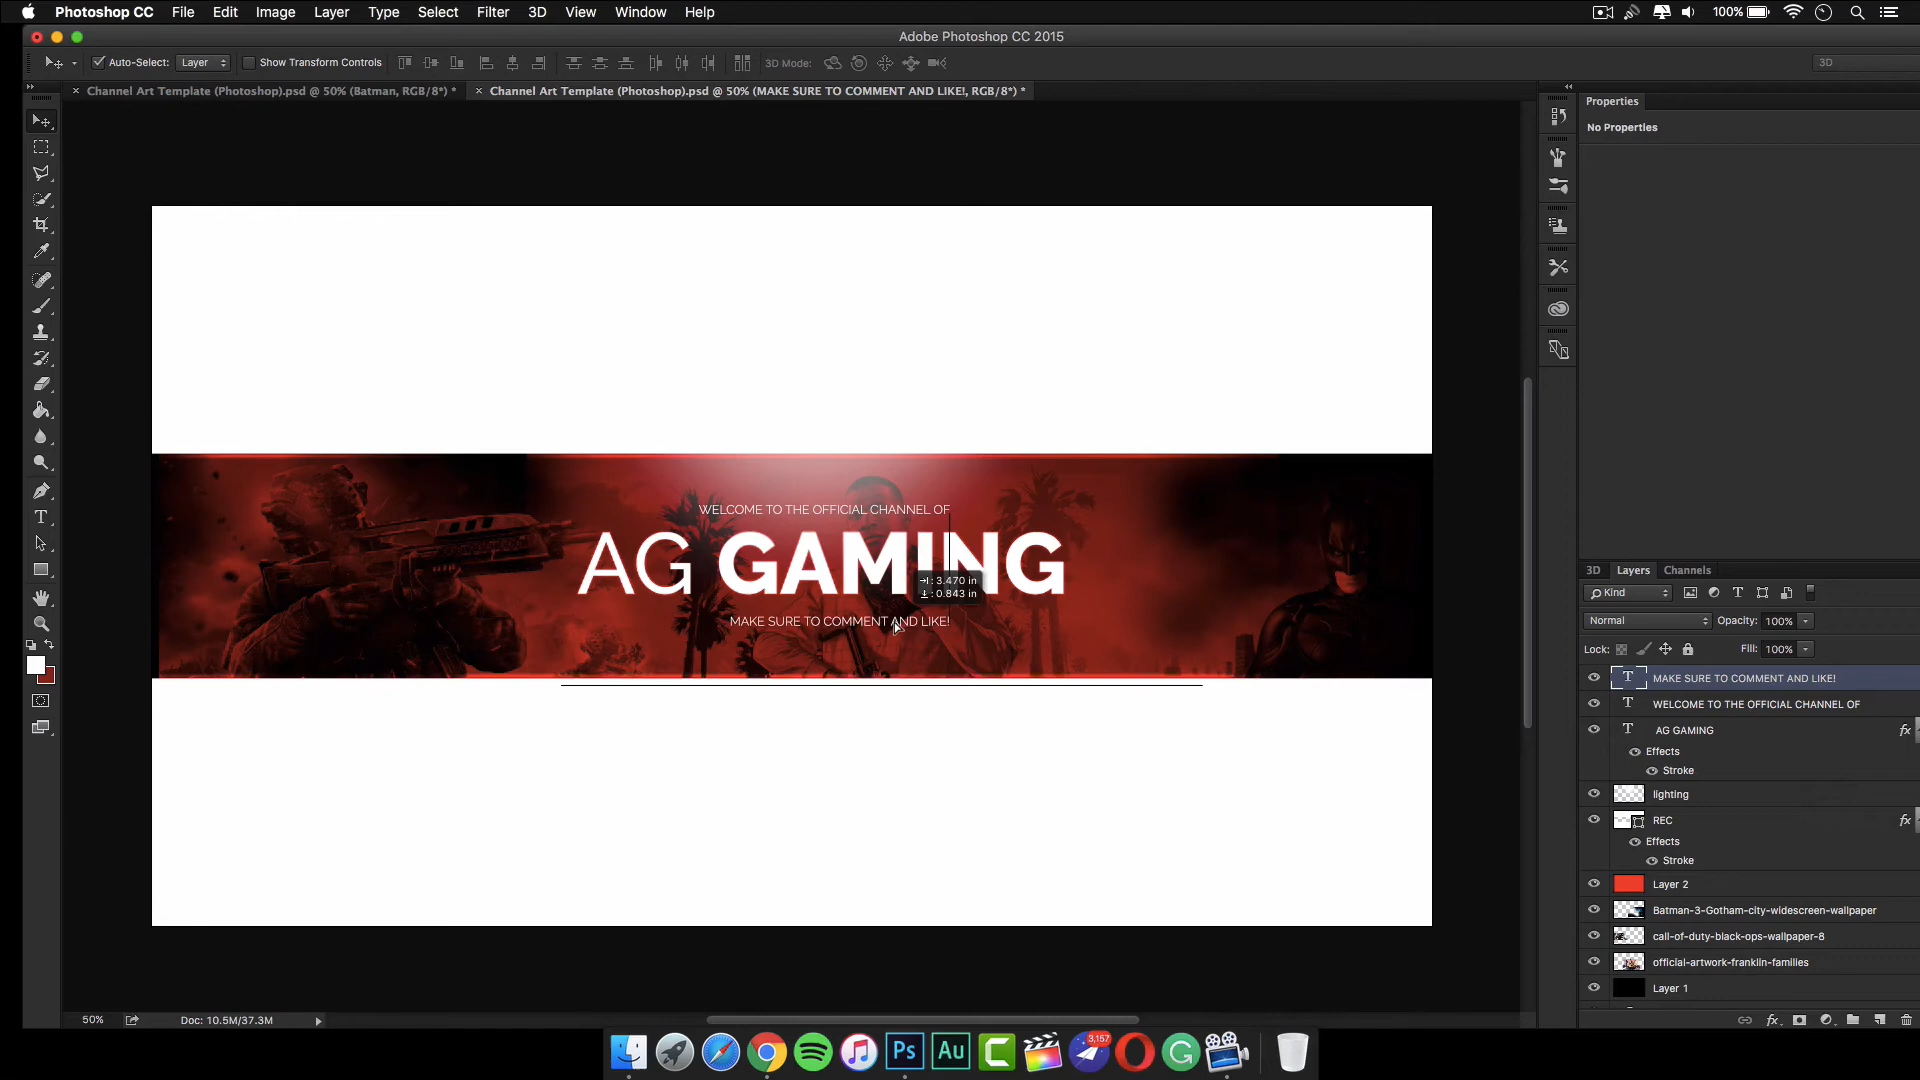 Photoshop CC File Edit Image Layer Type Select Filter 3D View Window Help 100%
Adobe Photoshop CC 2015
Auto-Select: Layer Show Transform Controls 3D Mode: 3D
Channel Art Template (Photoshop).psd @ 50% (Batman, RGB/8*) *
Channel Art Template (Photoshop).psd @ 50% (MAKE SURE TO COMMENT AND LIKE!, RGB/8*) *
Properties
No Properties
WELCOME TO THE OFFICIAL CHANNEL OF
AG GAMING
: 3.470 in
: 0.843 in
MAKE SURE TO COMMENT AND LIKE!
3D Layers Channels
Kind
Normal Opacity: 100%
Lock: Fill: 100%
T MAKE SURE TO COMMENT AND LIKE!
T WELCOME TO THE OFFICIAL CHANNEL OF
T AG GAMING fx
Effects
Stroke
lighting
REC fx
Effects
Stroke
Layer 2
Batman-3-Gotham-city-widescreen-wallpaper
call-of-duty-black-ops-wallpaper-8
official-artwork-franklin-families
Layer 1
fx
50% Doc: 10.5M/37.3M
Ps Au C 3,157 G